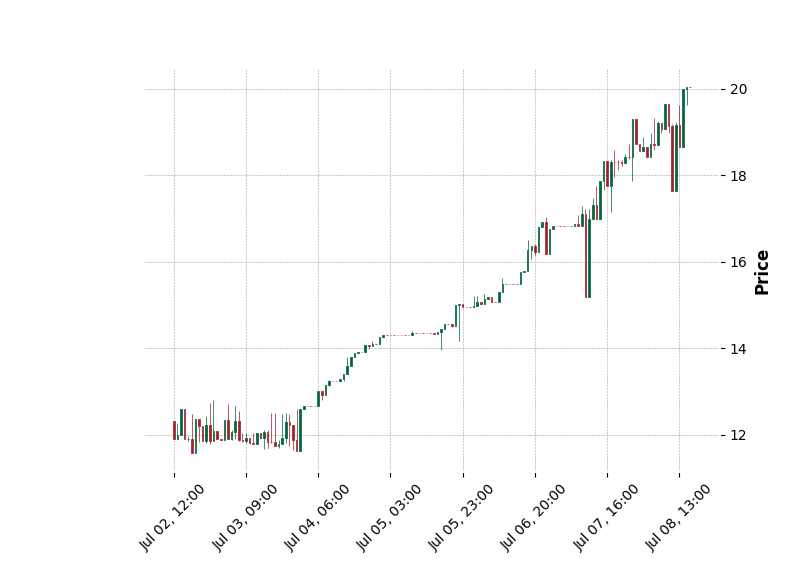 20
18
16
14
12
Price
Jul 02, 12:00
Jul 03, 09:00
Jul 04, 06:00
Jul 05, 03:00
Jul 05, 23:00
Jul 06, 20:00
Jul 07, 16:00
Jul 08, 13:00